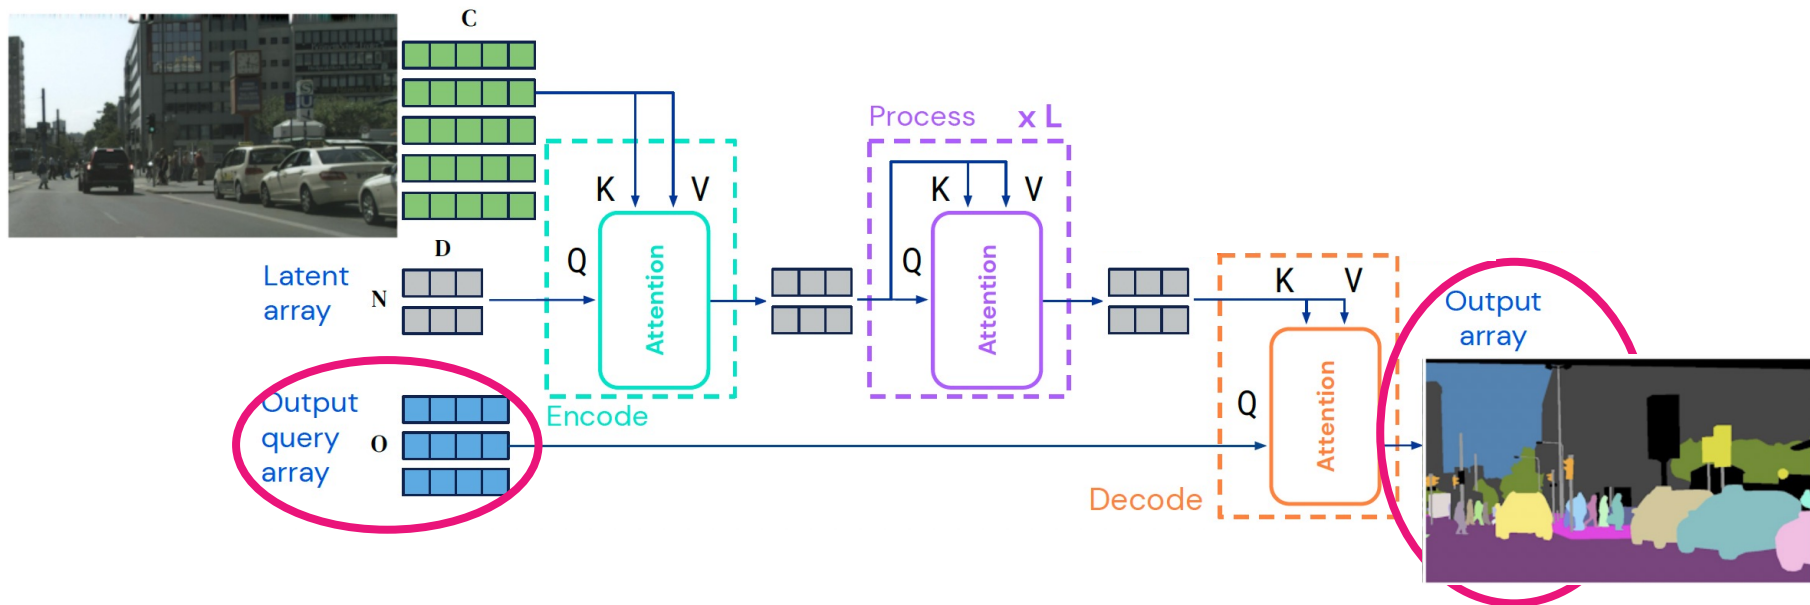 C
Process x L
K V
K V
D
Q
Q
Latent
array
N
Attention
Attention
K V
Output
array
Output
query
array
O
Encode
Q
Attention
Decode